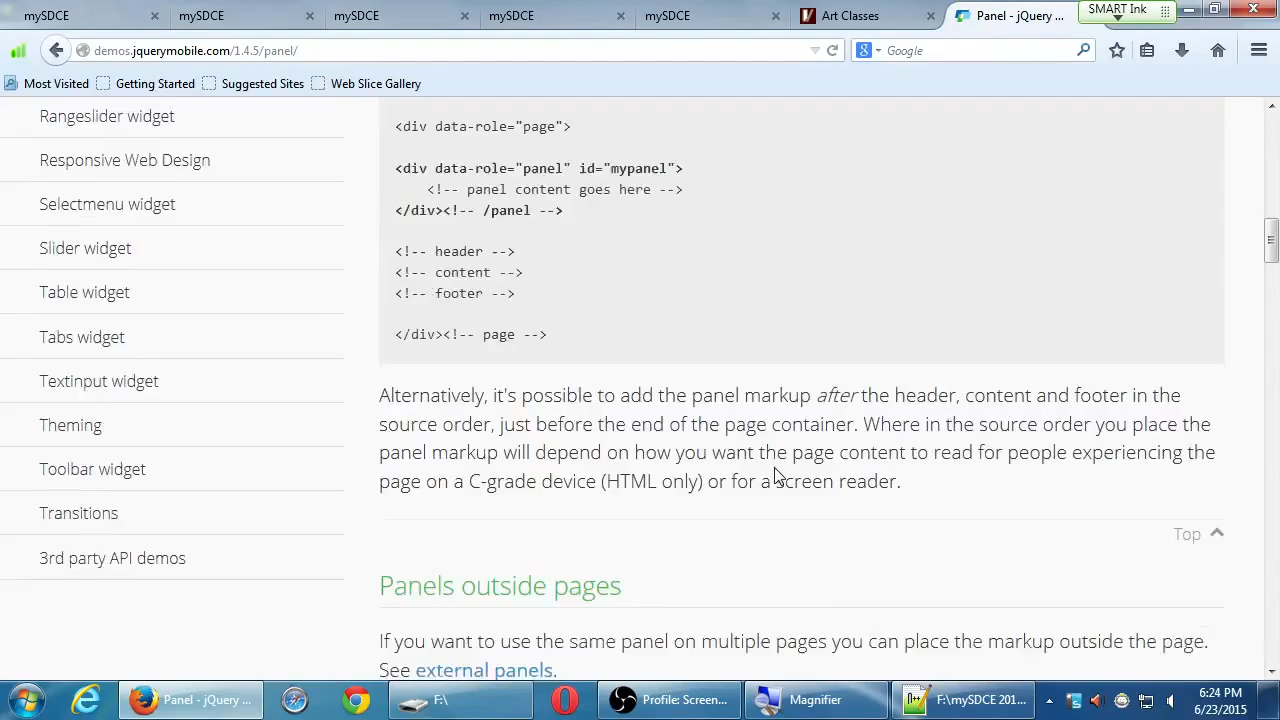 mySDCE
mySDCE
mySDCE
mySDCE
mySDCE
Art Classes
Panel - jQuery ...
SMART Ink
demos.jquerymobile.com/1.4.5/panel/
Google
Most Visited
Getting Started
Suggested Sites
Web Slice Gallery
Rangeslider widget
Responsive Web Design
Selectmenu widget
Slider widget
Table widget
Tabs widget
Textinput widget
Theming
Toolbar widget
Transitions
3rd party API demos
<div data-role="page">
<div data-role="panel" id="mypanel">
<!-- panel content goes here -->
</div><!-- /panel -->
<!-- header -->
<!-- content -->
<!-- footer -->
</div><!-- page -->
Alternatively, it's possible to add the panel markup after the header, content and footer in the
source order, just before the end of the page container. Where in the source order you place the
panel markup will depend on how you want the page content to read for people experiencing the
page on a C-grade device (HTML only) or for a screen reader.
Top
Panels outside pages
If you want to use the same panel on multiple pages you can place the markup outside the page.
See external panels.
Panel - jQuery ...
F:\
Profile: Screen...
Magnifier
F:\mySDCE 201...
6:24 PM
6/23/2015